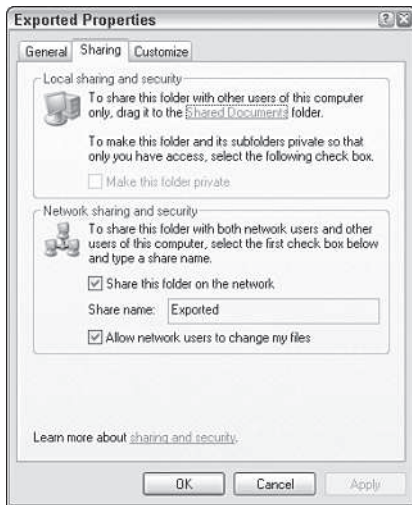 Exported Properties
General
Sharing
Customize
Local sharing and security
To share this folder with other users of this computer
only, drag it to the Shared Documents folder.
To make this folder and its subfolders private so that
only you have access, select the following check box.
Make this folder private
Network sharing and security
To share this folder with both network users and other
users of this computer, select the first check box below
and type a share name.
Share this folder on the network
Share name: Exported
Allow network users to change my files
Learn more about sharing and security.
OK
Cancel
Apply